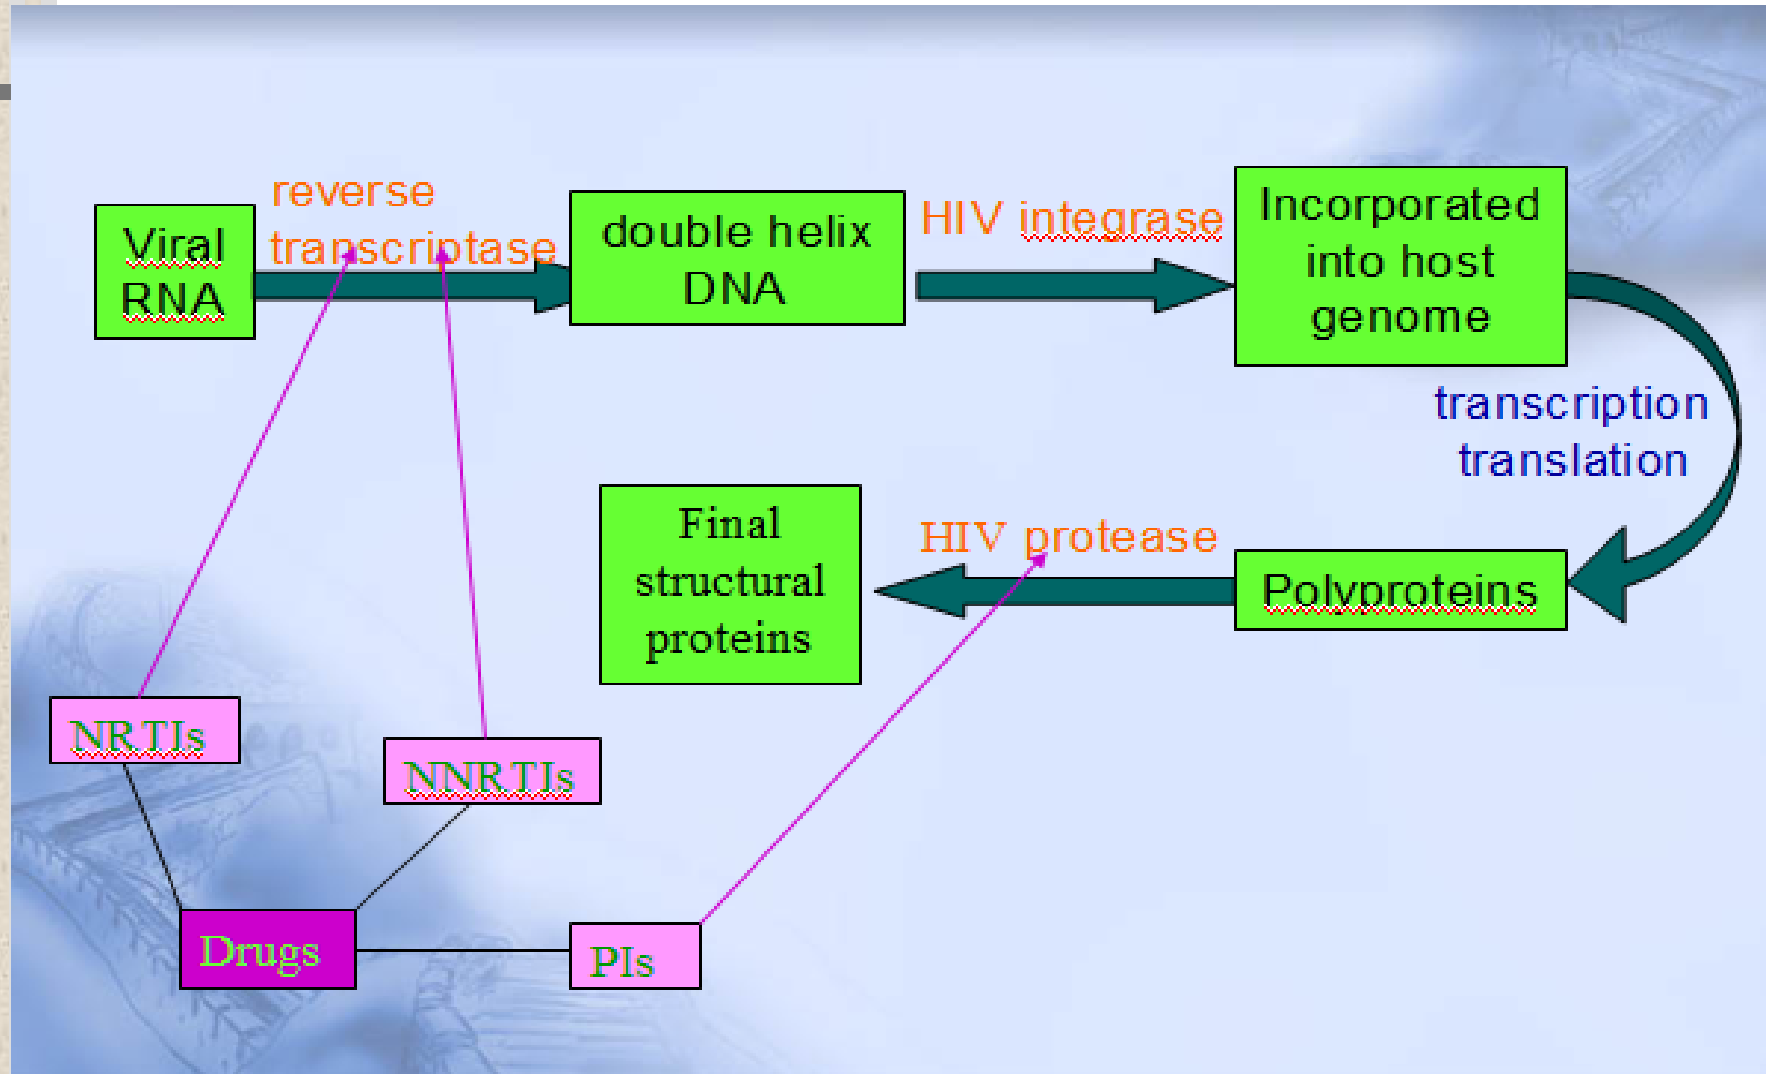 Viral
RNA
reverse
transcriptase
double helix
DNA
HIV integrase
Incorporated
into host
genome
transcription
translation
Polyproteins
HIV protease
Final
structural
proteins
NRTIs
NNRTIs
Drugs
PIs